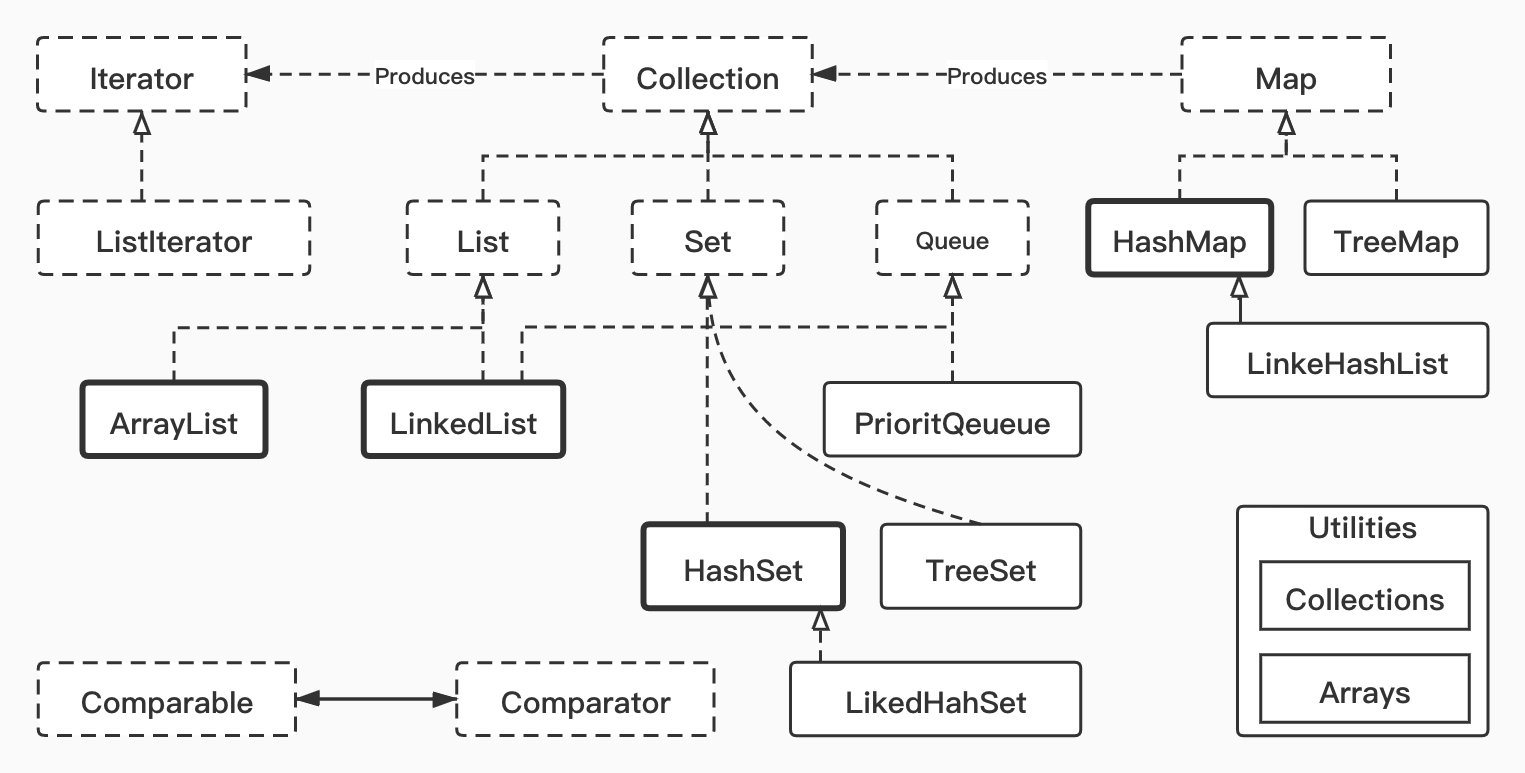 Iterator
Produces
Collection
Produces
Map
ListIterator
List
Set
Queue
HashMap
TreeMap
LinkeHashList
ArrayList
LinkedList
PrioritQeueue
Utilities
HashSet
TreeSet
Collections
Comparable
Comparator
LikedHahSet
Arrays